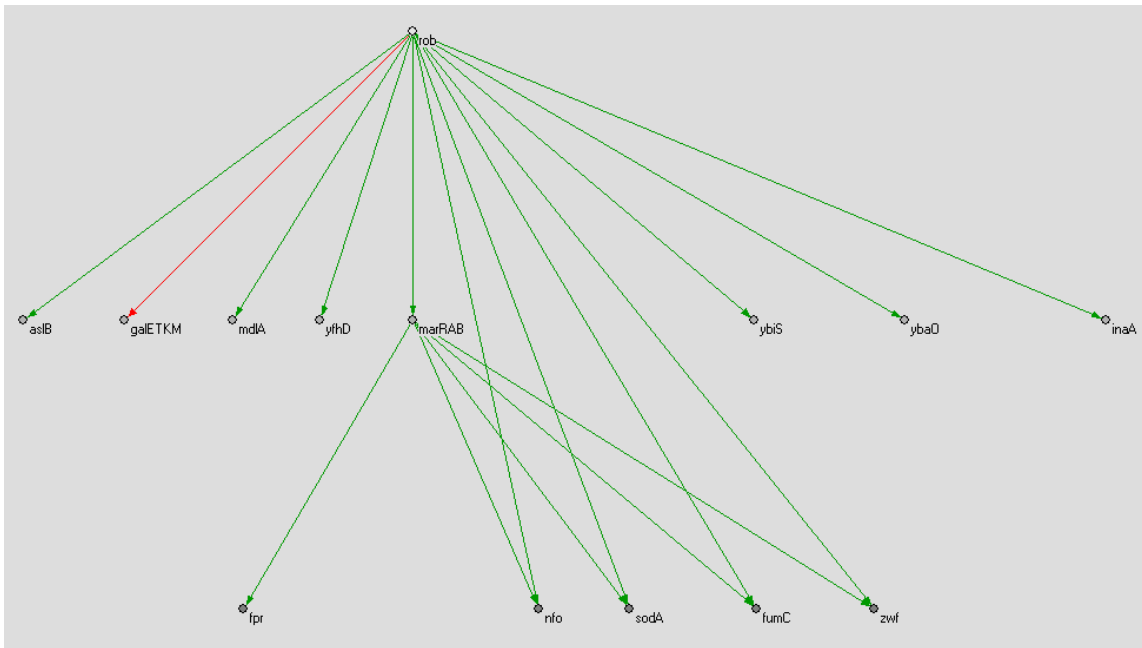 rob
aslB
galETKM
mdlA
yfhD
marRAB
ybiS
ybaO
inaA
fpr
nfo
sodA
fumC
zwf